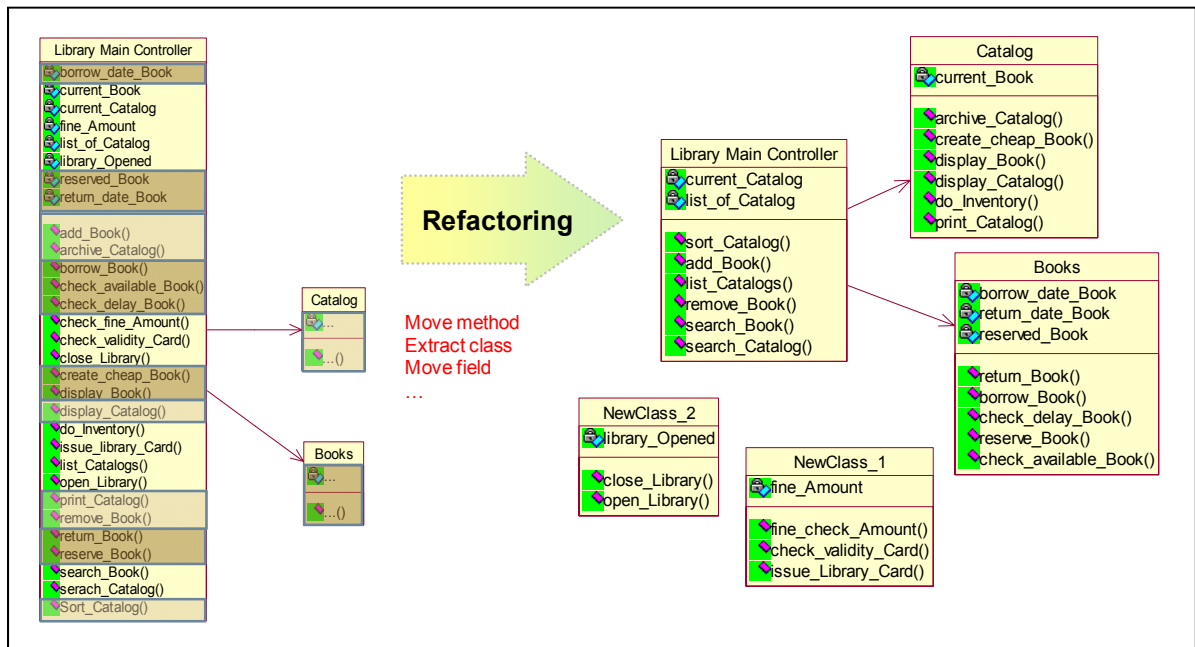 Library Main Controller
borrow_date_Book
current_Book
current_Catalog
fine_Amount
list_of_Catalog
library_Opened
reserved_Book
return_date_Book
add_Book()
archive_Catalog()
borrow_Book()
check_available_Book()
check_delay_Book()
check_fine_Amount()
check_validity_Card()
close_Library()
create_cheap_Book()
display_Book()
display_Catalog()
do_Inventory()
issue_library_Card()
list_Catalogs()
open_Library()
print_Catalog()
remove_Book()
return_Book()
reserve_Book()
search_Book()
serach_Catalog()
Sort_Catalog()
Catalog
...
...()
Books
...
...()
Refactoring
Move method
Extract class
Move field
...
Library Main Controller
current_Catalog
list_of_Catalog
sort_Catalog()
add_Book()
list_Catalogs()
remove_Book()
search_Book()
search_Catalog()
Catalog
current_Book
archive_Catalog()
create_cheap_Book()
display_Book()
display_Catalog()
do_Inventory()
print_Catalog()
Books
borrow_date_Book
return_date_Book
reserved_Book
return_Book()
borrow_Book()
check_delay_Book()
reserve_Book()
check_available_Book()
NewClass_2
library_Opened
close_Library()
open_Library()
NewClass_1
fine_Amount
fine_check_Amount()
check_validity_Card()
issue_Library_Card()